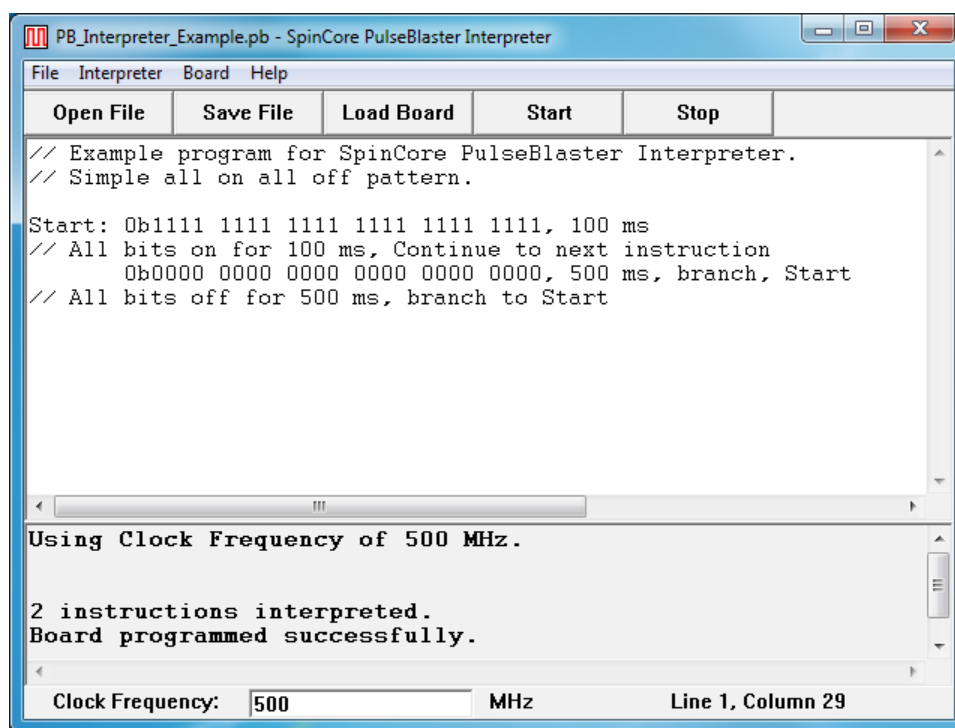 PB_Interpreter_Example.pb - SpinCore PulseBlaster Interpreter
File Interpreter Board Help
Open File Save File Load Board Start Stop
// Example program for SpinCore PulseBlaster Interpreter.
// Simple all on all off pattern.
Start: 0b1111 1111 1111 1111 1111 1111, 100 ms
// All bits on for 100 ms, Continue to next instruction
0b0000 0000 0000 0000 0000 0000, 500 ms, branch, Start
// All bits off for 500 ms, branch to Start
Using Clock Frequency of 500 MHz.
2 instructions interpreted.
Board programmed successfully.
Clock Frequency: 500 MHz Line 1, Column 29